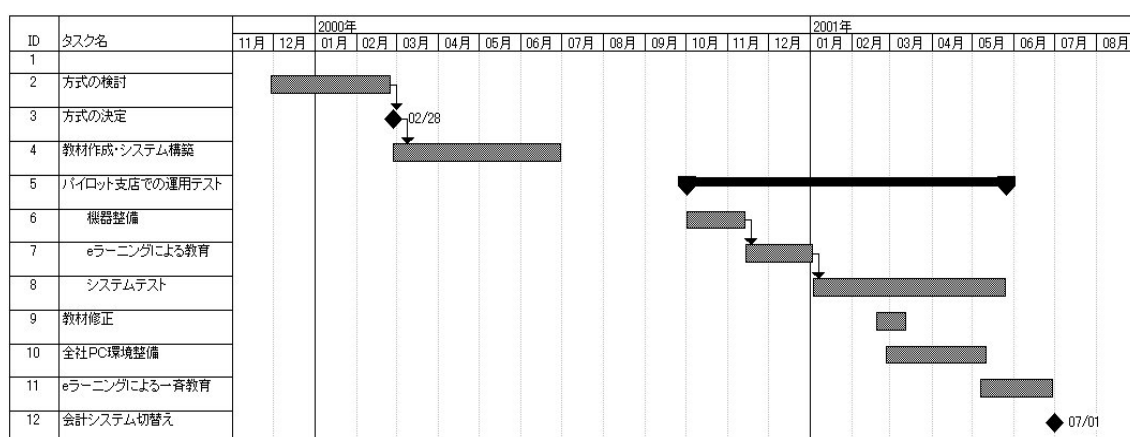 2000年 2001年
ID タスク名 11月 12月 01月 02月 03月 04月 05月 06月 07月 08月 09月 10月 11月 12月 01月 02月 03月 04月 05月 06月 07月 08月
1
2 方式の検討
3 方式の決定 02/28
4 教材作成・システム構築
5 パイロット支店での運用テスト
6 機器整備
7 eラーニングによる教育
8 システムテスト
9 教材修正
10 全社PC環境整備
11 eラーニングによる一斉教育
12 会計システム切替え 07/01